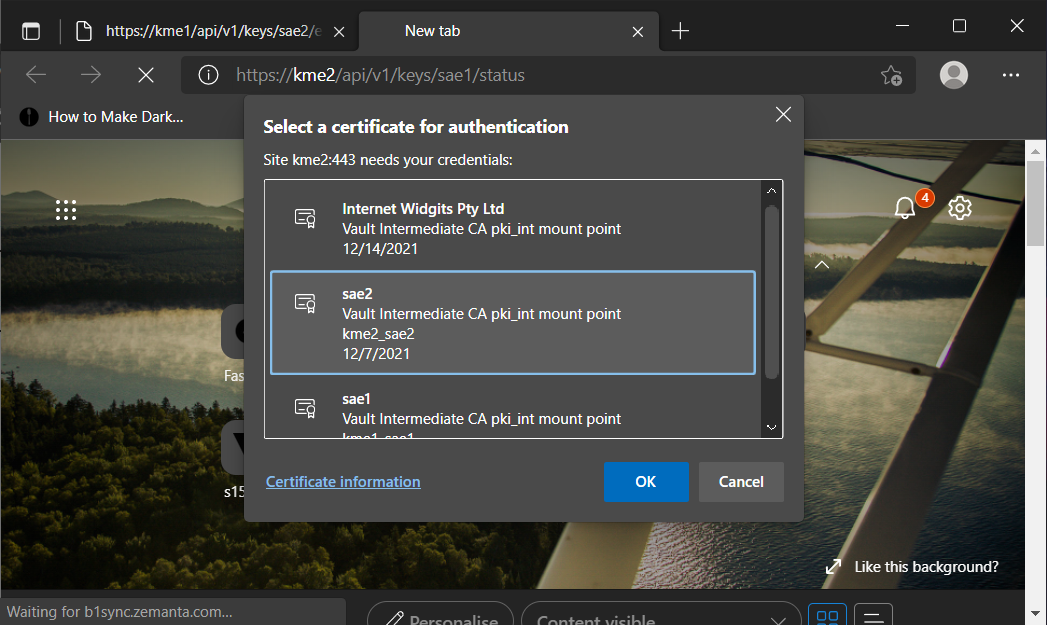 https://kme1/api/v1/keys/sae2/e
New tab
https://kme2/api/v1/keys/sae1/status
How to Make Dark...
Select a certificate for authentication
Site kme2:443 needs your credentials:
Internet Widgits Pty Ltd
Vault Intermediate CA pki_int mount point
12/14/2021
4
sae2
Vault Intermediate CA pki_int mount point
kme2_sae2
12/7/2021
Fas
sae1
Vault Intermediate CA pki_int mount point
kme1_sae1
s15
Certificate information
OK
Cancel
Like this background?
Waiting for b1sync.zemanta.com...
Personalise
Content visible